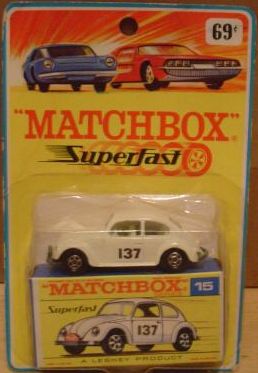 69¢
"MATCHBOX"®
Superfast
137
"MATCHBOX" 15
Superfast
137
A LESNEY PRODUCT